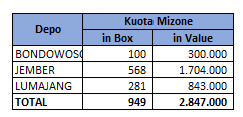 Depo Kuota Mizone
in Box in Value
BONDOWOSO 100 300.000
JEMBER 568 1.704.000
LUMAJANG 281 843.000
TOTAL 949 2.847.000